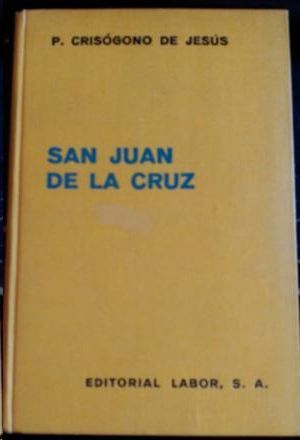 P. CRISÓGONO DE JESÚS
SAN JUAN
DE LA CRUZ
EDITORIAL LABOR, S. A.